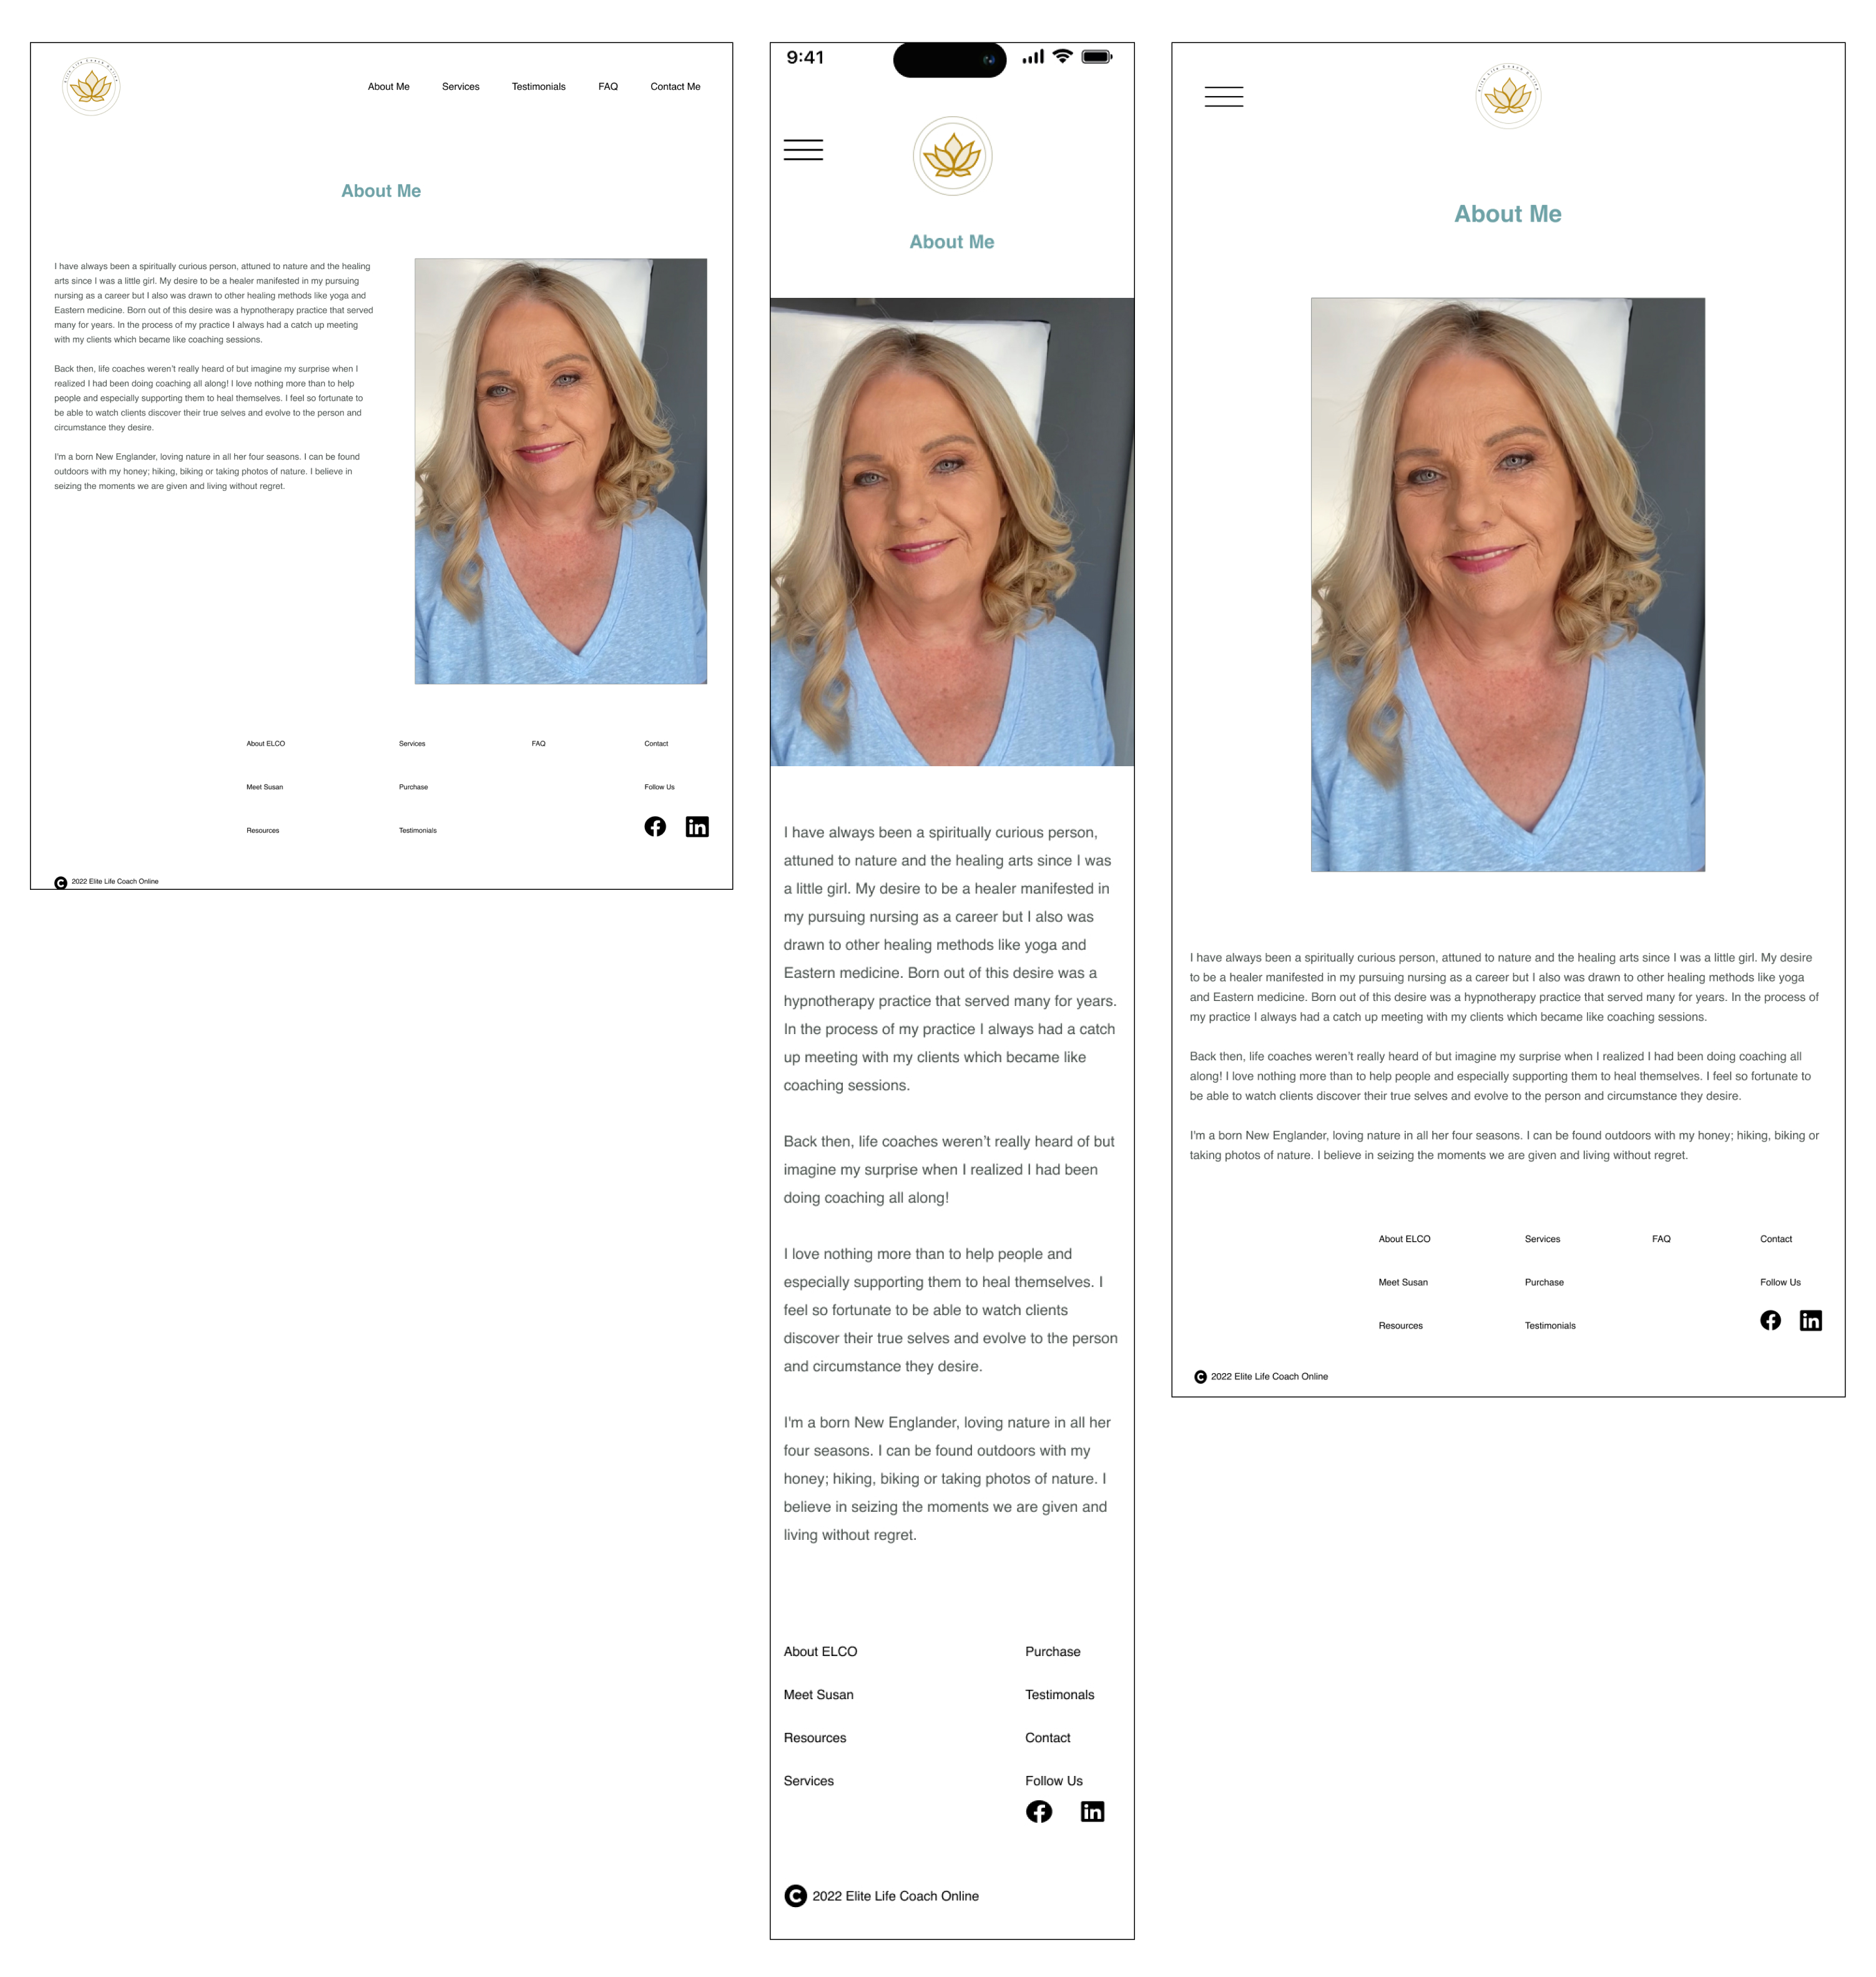 Elite Life Coach Online
About Me
Services
Testimonials
FAQ
Contact Me
About Me
I have always been a spiritually curious person, attuned to nature and the healing
arts since I was a little girl. My desire to be a healer manifested in my pursuing
nursing as a career but I also was drawn to other healing methods like yoga and
Eastern medicine. Born out of this desire was a hypnotherapy practice that served
many for years. In the process of my practice I always had a catch up meeting
with my clients which became like coaching sessions.
Back then, life coaches weren't really heard of but imagine my surprise when I
realized I had been doing coaching all along! I love nothing more than to help
people and especially supporting them to heal themselves. I feel so fortunate to
be able to watch clients discover their true selves and evolve to the person and
circumstance they desire.
I'm a born New Englander, loving nature in all her four seasons. I can be found
outdoors with my honey; hiking, biking or taking photos of nature. I believe in
seizing the moments we are given and living without regret.
About ELCO
Services
FAQ
Contact
Meet Susan
Purchase
Follow Us
Resources
Testimonials
2022 Elite Life Coach Online
9:41
About Me
I have always been a spiritually curious person,
attuned to nature and the healing arts since I was
a little girl. My desire to be a healer manifested in
my pursuing nursing as a career but I also was
drawn to other healing methods like yoga and
Eastern medicine. Born out of this desire was a
hypnotherapy practice that served many for years.
In the process of my practice I always had a catch
up meeting with my clients which became like
coaching sessions.
Back then, life coaches weren't really heard of but
imagine my surprise when I realized I had been
doing coaching all along!
I love nothing more than to help people and
especially supporting them to heal themselves. I
feel so fortunate to be able to watch clients
discover their true selves and evolve to the person
and circumstance they desire.
I'm a born New Englander, loving nature in all her
four seasons. I can be found outdoors with my
honey; hiking, biking or taking photos of nature. I
believe in seizing the moments we are given and
living without regret.
About ELCO
Purchase
Meet Susan
Testimonals
Resources
Contact
Services
Follow Us
2022 Elite Life Coach Online
Elite Life Coach Online
About Me
I have always been a spiritually curious person, attuned to nature and the healing arts since I was a little girl. My desire
to be a healer manifested in my pursuing nursing as a career but I also was drawn to other healing methods like yoga
and Eastern medicine. Born out of this desire was a hypnotherapy practice that served many for years. In the process of
my practice I always had a catch up meeting with my clients which became like coaching sessions.
Back then, life coaches weren't really heard of but imagine my surprise when I realized I had been doing coaching all
along! I love nothing more than to help people and especially supporting them to heal themselves. I feel so fortunate to
be able to watch clients discover their true selves and evolve to the person and circumstance they desire.
I'm a born New Englander, loving nature in all her four seasons. I can be found outdoors with my honey; hiking, biking or
taking photos of nature. I believe in seizing the moments we are given and living without regret.
About ELCO
Services
FAQ
Contact
Meet Susan
Purchase
Follow Us
Resources
Testimonials
2022 Elite Life Coach Online